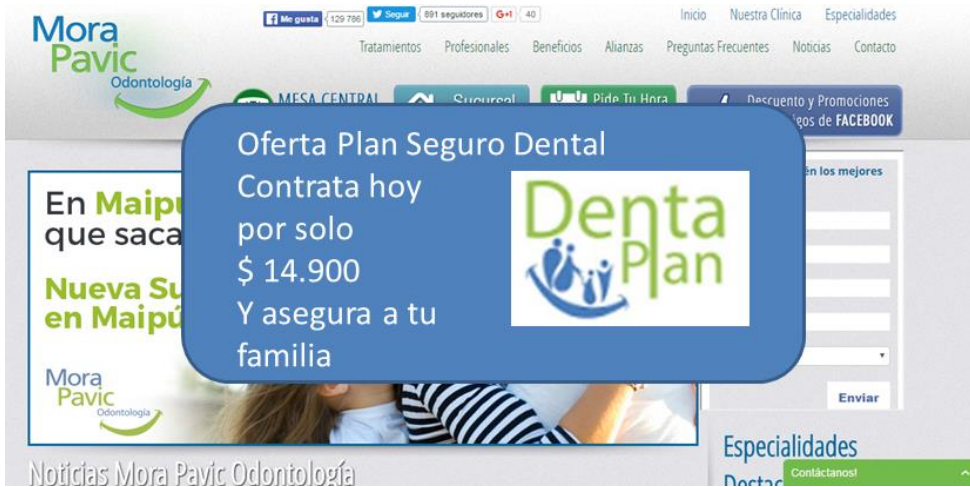 Mora
Pavic
Odontología
Me gusta 129 786 Seguir 891 seguidores G+1 40
Inicio Nuestra Clínica Especialidades
Tratamientos Profesionales Beneficios Alianzas Preguntas Frecuentes Noticias Contacto
MESA CENTRAL Sucursal Pide Tu Hora Descuento y Promociones
de FACEBOOK
Oferta Plan Seguro Dental
Contrata hoy
por solo
$ 14.900
Y asegura a tu
familia
Denta
Plan
los mejores
En
que
Nueva
en
Mora
Pavic
Odontología
Enviar
Noticias Mora Pavic Odontología
Especialidades
Contáctanos!